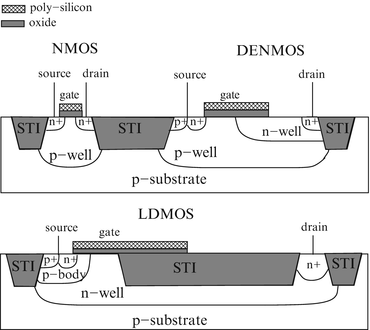 poly-silicon
oxide
NMOS DENMOS
source drain source gate drain
gate
STI n+ n+ STI p+ n+ n+ STI
n-well
p-well p-well
p-substrate
LDMOS
source gate drain
STI p+ n+ STI n+ STI
p-body
n-well
p-substrate